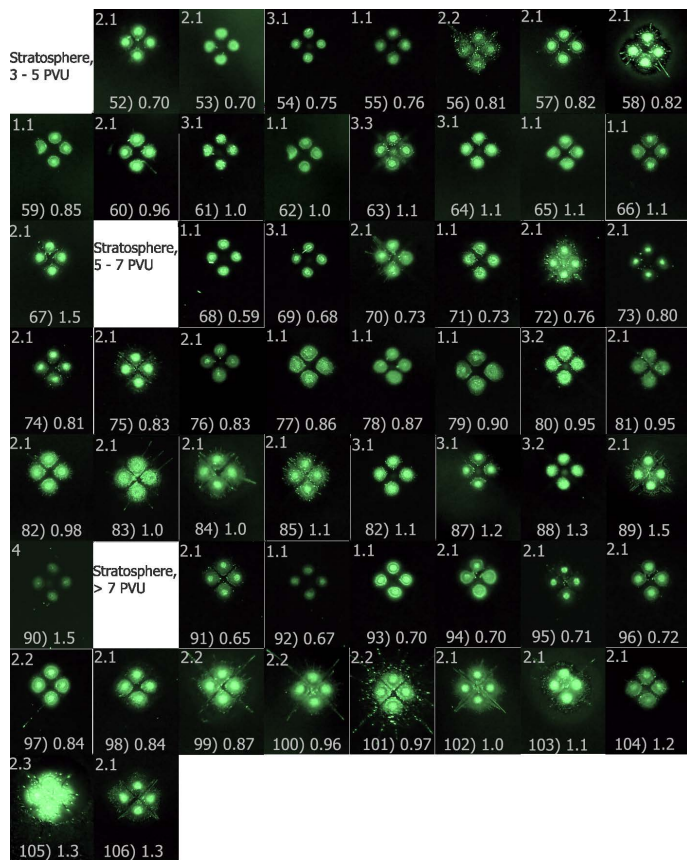 Stratosphere,
3 - 5 PVU
2.1 2.1 3.1 1.1 2.2 2.1 2.1
52) 0.70 53) 0.70 54) 0.75 55) 0.76 56) 0.81 57) 0.82 58) 0.82
1.1 2.1 3.1 1.1 3.3 3.1 1.1 1.1
59) 0.85 60) 0.96 61) 1.0 62) 1.0 63) 1.1 64) 1.1 65) 1.1 66) 1.1
2.1
Stratosphere,
5 - 7 PVU
1.1 3.1 2.1 1.1 2.1 2.1
67) 1.5 68) 0.59 69) 0.68 70) 0.73 71) 0.73 72) 0.76 73) 0.80
2.1 2.1 2.1 1.1 1.1 1.1 3.2 2.1
74) 0.81 75) 0.83 76) 0.83 77) 0.86 78) 0.87 79) 0.90 80) 0.95 81) 0.95
2.1 2.1 2.1 2.1 3.1 3.1 3.2 2.1
82) 0.98 83) 1.0 84) 1.0 85) 1.1 82) 1.1 87) 1.2 88) 1.3 89) 1.5
4
Stratosphere,
> 7 PVU
2.1 1.1 1.1 2.1 2.1 2.1
90) 1.5 91) 0.65 92) 0.67 93) 0.70 94) 0.70 95) 0.71 96) 0.72
2.2 2.1 2.2 2.2 2.2 2.1 2.1 2.1
97) 0.84 98) 0.84 99) 0.87 100) 0.96 101) 0.97 102) 1.0 103) 1.1 104) 1.2
2.3 2.1
105) 1.3 106) 1.3